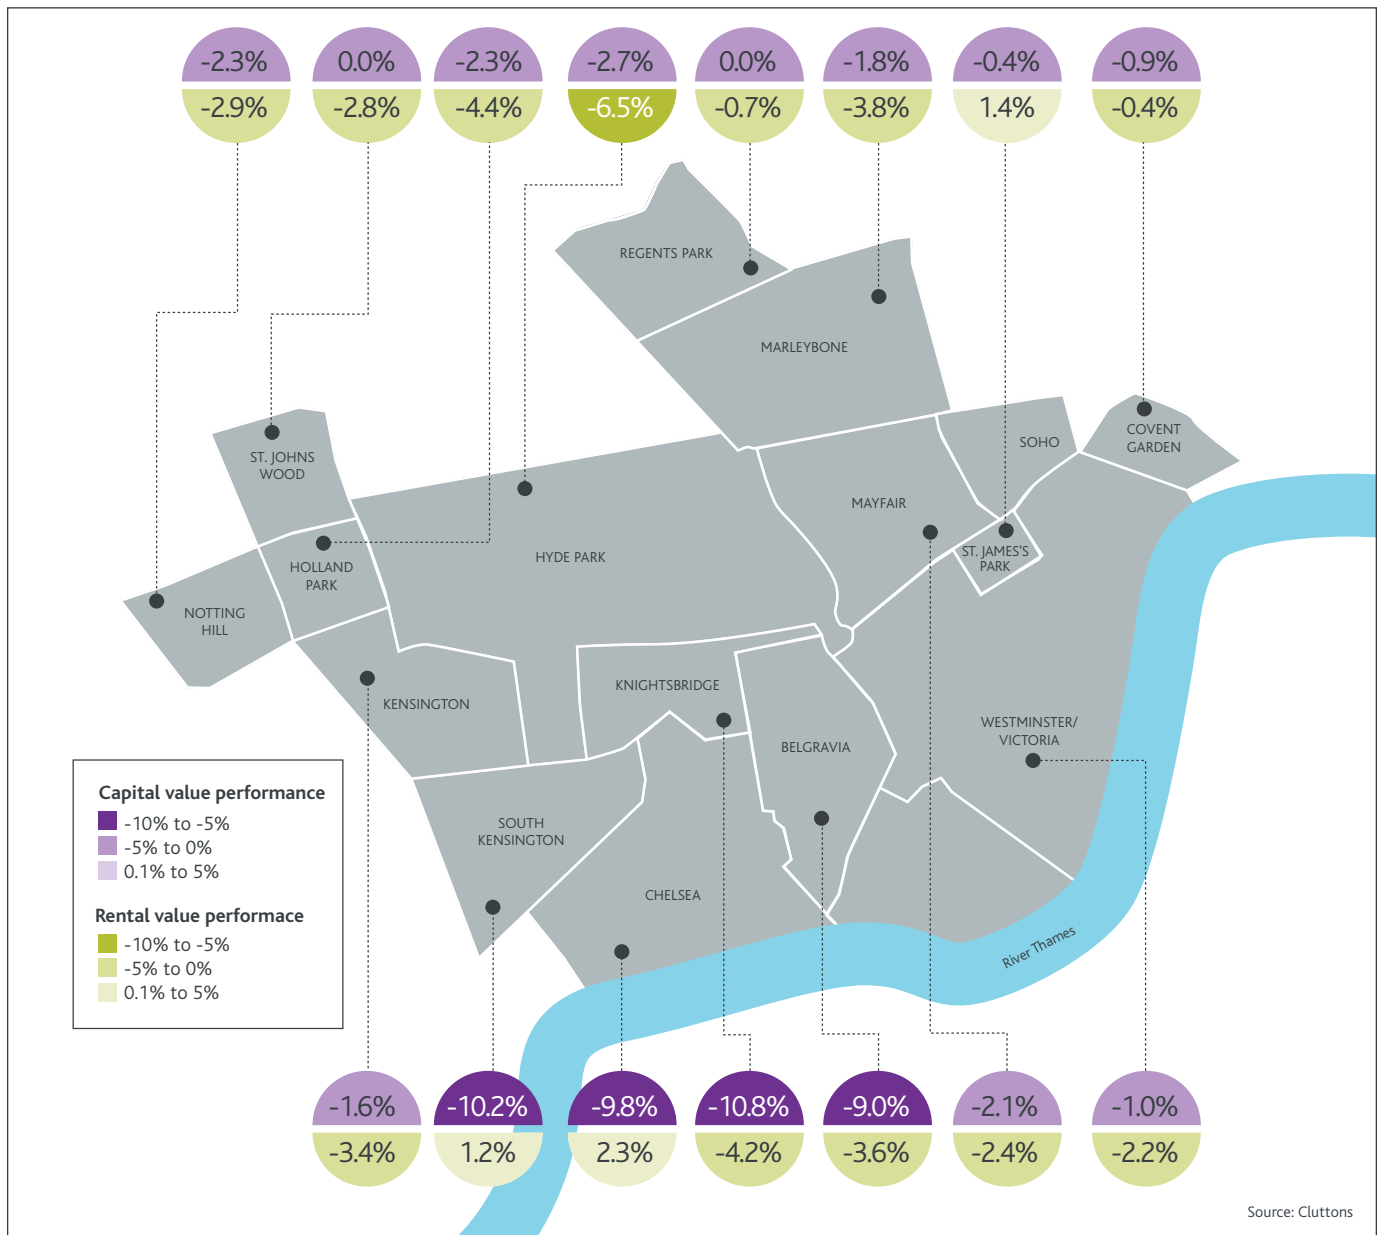 -2.3%
0.0%
-2.3%
-2.7%
0.0%
-1.8%
-0.4%
-0.9%
-2.9%
-2.8%
-4.4%
-6.5%
-0.7%
-3.8%
1.4%
-0.4%
REGENTS PARK
MARLEYBONE
SOHO
COVENT
GARDEN
ST. JOHNS
WOOD
MAYFAIR
HYDE PARK
ST. JAMES'S
PARK
HOLLAND
PARK
NOTTING
HILL
KNIGHTSBRIDGE
KENSINGTON
WESTMINSTER/
VICTORIA
BELGRAVIA
SOUTH
KENSINGTON
CHELSEA
River Thames
Capital value performance
-10% to -5%
-5% to 0%
0.1% to 5%
Rental value performace
-10% to -5%
-5% to 0%
0.1% to 5%
-1.6%
-10.2%
-9.8%
-10.8%
-9.0%
-2.1%
-1.0%
-3.4%
1.2%
2.3%
-4.2%
-3.6%
-2.4%
-2.2%
Source: Cluttons